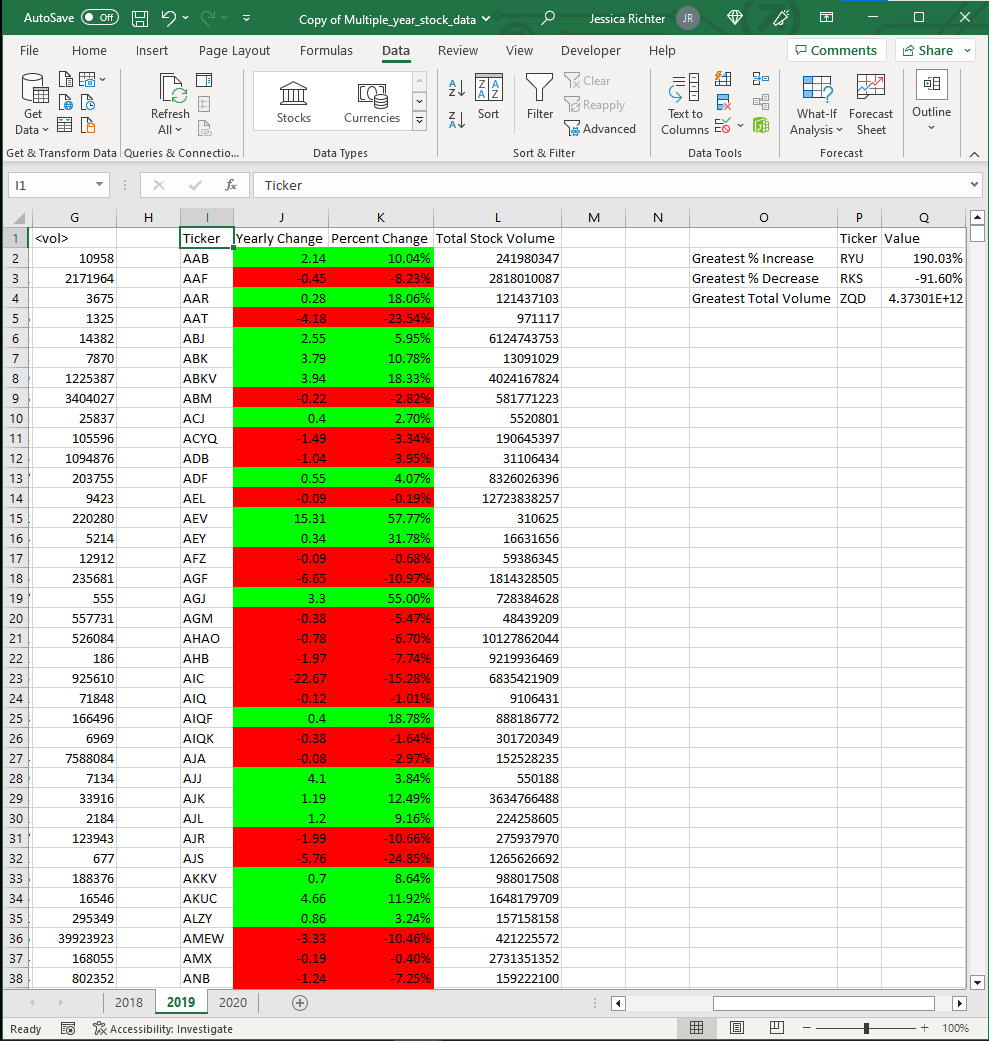 AutoSave Off Copy of Multiple_year_stock_data Jessica Richter JR
File Home Insert Page Layout Formulas Data Review View Developer Help Comments Share
Get Data Refresh All Stocks Currencies Sort Filter Clear Reapply Advanced Text to Columns What-If Analysis Forecast Sheet Outline
Get & Transform Data Queries & Connectio... Data Types Sort & Filter Data Tools Forecast
I1 fx Ticker
G H I J K L M N O P Q
1 <vol> Ticker Yearly Change Percent Change Total Stock Volume Ticker Value
2 10958 AAB 2.14 10.04% 241980347 Greatest % Increase RYU 190.03%
3 2171964 AAF -0.45 -8.23% 2818010087 Greatest % Decrease RKS -91.60%
4 3675 AAR 0.28 18.06% 121437103 Greatest Total Volume ZQD 4.37301E+12
5 1325 AAT -4.18 -23.54% 971117
6 14382 ABJ 2.55 5.95% 6124743753
7 7870 ABK 3.79 10.78% 13091029
8 1225387 ABKV 3.94 18.33% 4024167824
9 3404027 ABM -0.22 -2.82% 581771223
10 25837 ACJ 0.4 2.70% 5520801
11 105596 ACYQ -1.49 -3.34% 190645397
12 1094876 ADB -1.04 -3.95% 31106434
13 203755 ADF 0.55 4.07% 8326026396
14 9423 AEL -0.09 -0.19% 12723838257
15 220280 AEV 15.31 57.77% 310625
16 5214 AEY 0.34 31.78% 16631656
17 12912 AFZ -0.09 -0.68% 59386345
18 235681 AGF -6.65 -10.97% 1814328505
19 555 AGJ 3.3 55.00% 728384628
20 557731 AGM -0.38 -5.47% 48439209
21 526084 AHAO -0.78 -6.70% 10127862044
22 186 AHB -1.97 -7.74% 9219936469
23 925610 AIC -22.67 -15.28% 6835421909
24 71848 AIQ -0.12 -1.01% 9106431
25 166496 AIQF 0.4 18.78% 888186772
26 6969 AIQK -0.38 -1.64% 301720349
27 7588084 AJA -0.08 -2.97% 152528235
28 7134 AJJ 4.1 3.84% 550188
29 33916 AJK 1.19 12.49% 3634766488
30 2184 AJL 1.2 9.16% 224258605
31 123943 AJR -1.99 -10.66% 275937970
32 677 AJS -5.76 -24.85% 1265626692
33 188376 AKKV 0.7 8.64% 988017508
34 16546 AKUC 4.66 11.92% 1648179709
35 295349 ALZY 0.86 3.24% 157158158
36 39923923 AMEW -3.33 -10.46% 421225572
37 168055 AMX -0.19 -0.40% 2731351352
38 802352 ANB -1.24 -7.25% 159222100
2018 2019 2020
Ready Accessibility: Investigate 100%